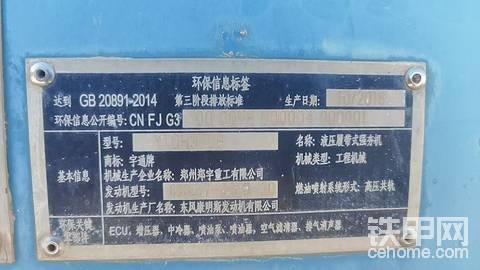 环保信息标签
达到 GB 20891-2014 第三阶段排放标准 生产日期:
环保信息公开编号: CN FJ G3
基本信息
型号: 名称: 液压履带式强夯机
商标: 宇通牌 机械类型: 工程机械
机械生产企业名称: 郑州郑宇重工有限公司
发动机型号: 燃油喷射系统形式: 高压共轨
发动机生产厂名称: 东风康明斯发动机有限公司
环保关键
ECU、增压器、中冷器、喷油泵、喷油器、空气滤清器、排气消声器
铁甲网